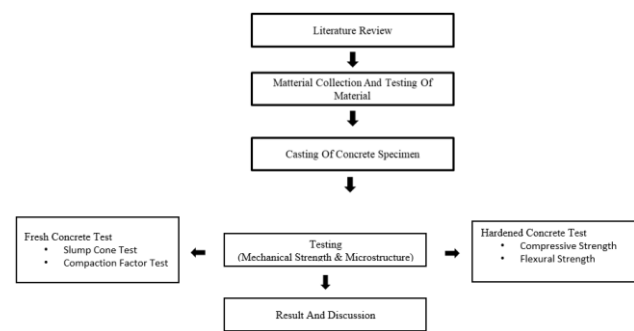 Literature Review
Matterial Collection And Testing Of
Material
Casting Of Concrete Specimen
Fresh Concrete Test
• Slump Cone Test
• Compaction Factor Test
Testing
(Mechanical Strength & Microstructure)
Hardened Concrete Test
• Compressive Strength
• Flexural Strength
Result And Discussion